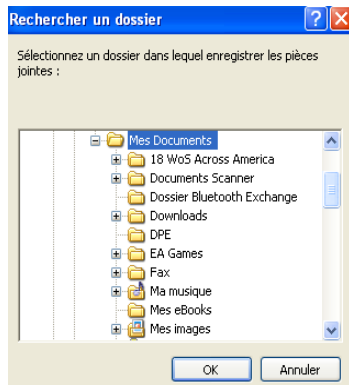 Rechercher un dossier
Sélectionnez un dossier dans lequel enregistrer les pièces
jointes :
Mes Documents
18 WoS Across America
Documents Scanner
Dossier Bluetooth Exchange
Downloads
DPE
EA Games
Fax
Ma musique
Mes eBooks
Mes images
OK
Annuler